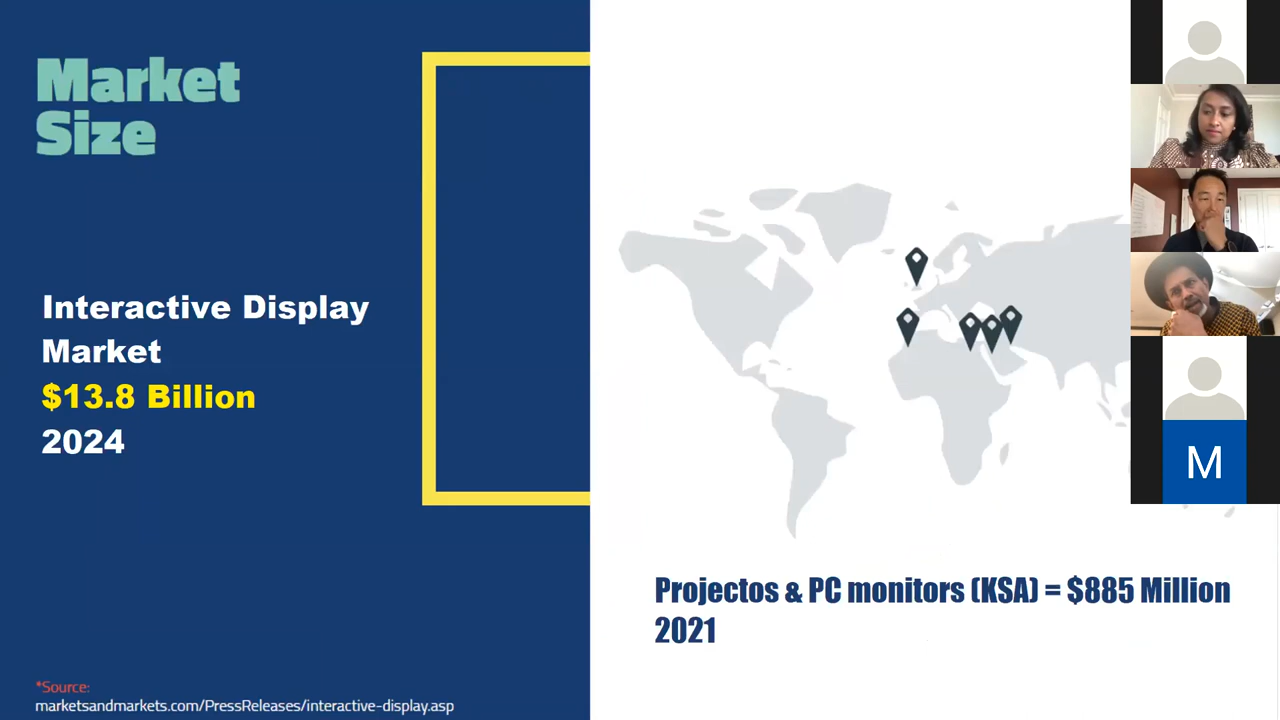 Market
Size
Interactive Display
Market
$13.8 Billion
2024
*Source:
marketsandmarkets.com/PressReleases/interactive-display.asp
Projectos & PC monitors (KSA) = $885 Million
2021
M